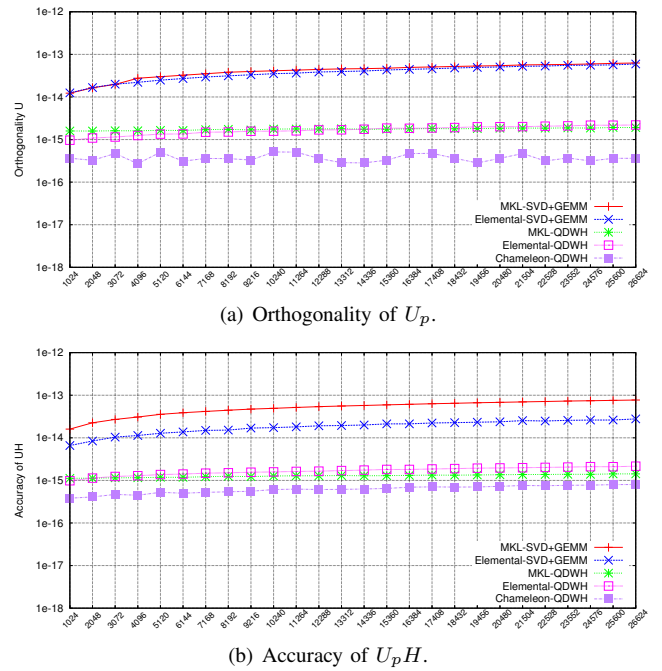 1e-12
1e-13
1e-14
1e-15
1e-16
1e-17
1e-18
Orthogonality U
MKL-SVD+GEMM
Elemental-SVD+GEMM
MKL-QDWH
Elemental-QDWH
Chameleon-QDWH
1024 2048 3072 4096 5120 6144 7168 8192 9216 10240 11264 12288 13312 14336 15360 16384 17408 18432 19456 20480 21504 22528 23552 24576 25600 26624
(a) Orthogonality of U_p.
1e-12
1e-13
1e-14
1e-15
1e-16
1e-17
1e-18
Accuracy of UH
MKL-SVD+GEMM
Elemental-SVD+GEMM
MKL-QDWH
Elemental-QDWH
Chameleon-QDWH
1024 2048 3072 4096 5120 6144 7168 8192 9216 10240 11264 12288 13312 14336 15360 16384 17408 18432 19456 20480 21504 22528 23552 24576 25600 26624
(b) Accuracy of U_pH.